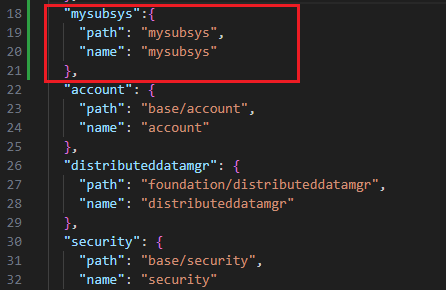 18 "mysubsys":{
19 "path": "mysubsys",
20 "name": "mysubsys"
21 },
22 "account": {
23 "path": "base/account",
24 "name": "account"
25 },
26 "distributeddatamgr": {
27 "path": "foundation/distributeddatamgr",
28 "name": "distributeddatamgr"
29 },
30 "security": {
31 "path": "base/security",
32 "name": "security"